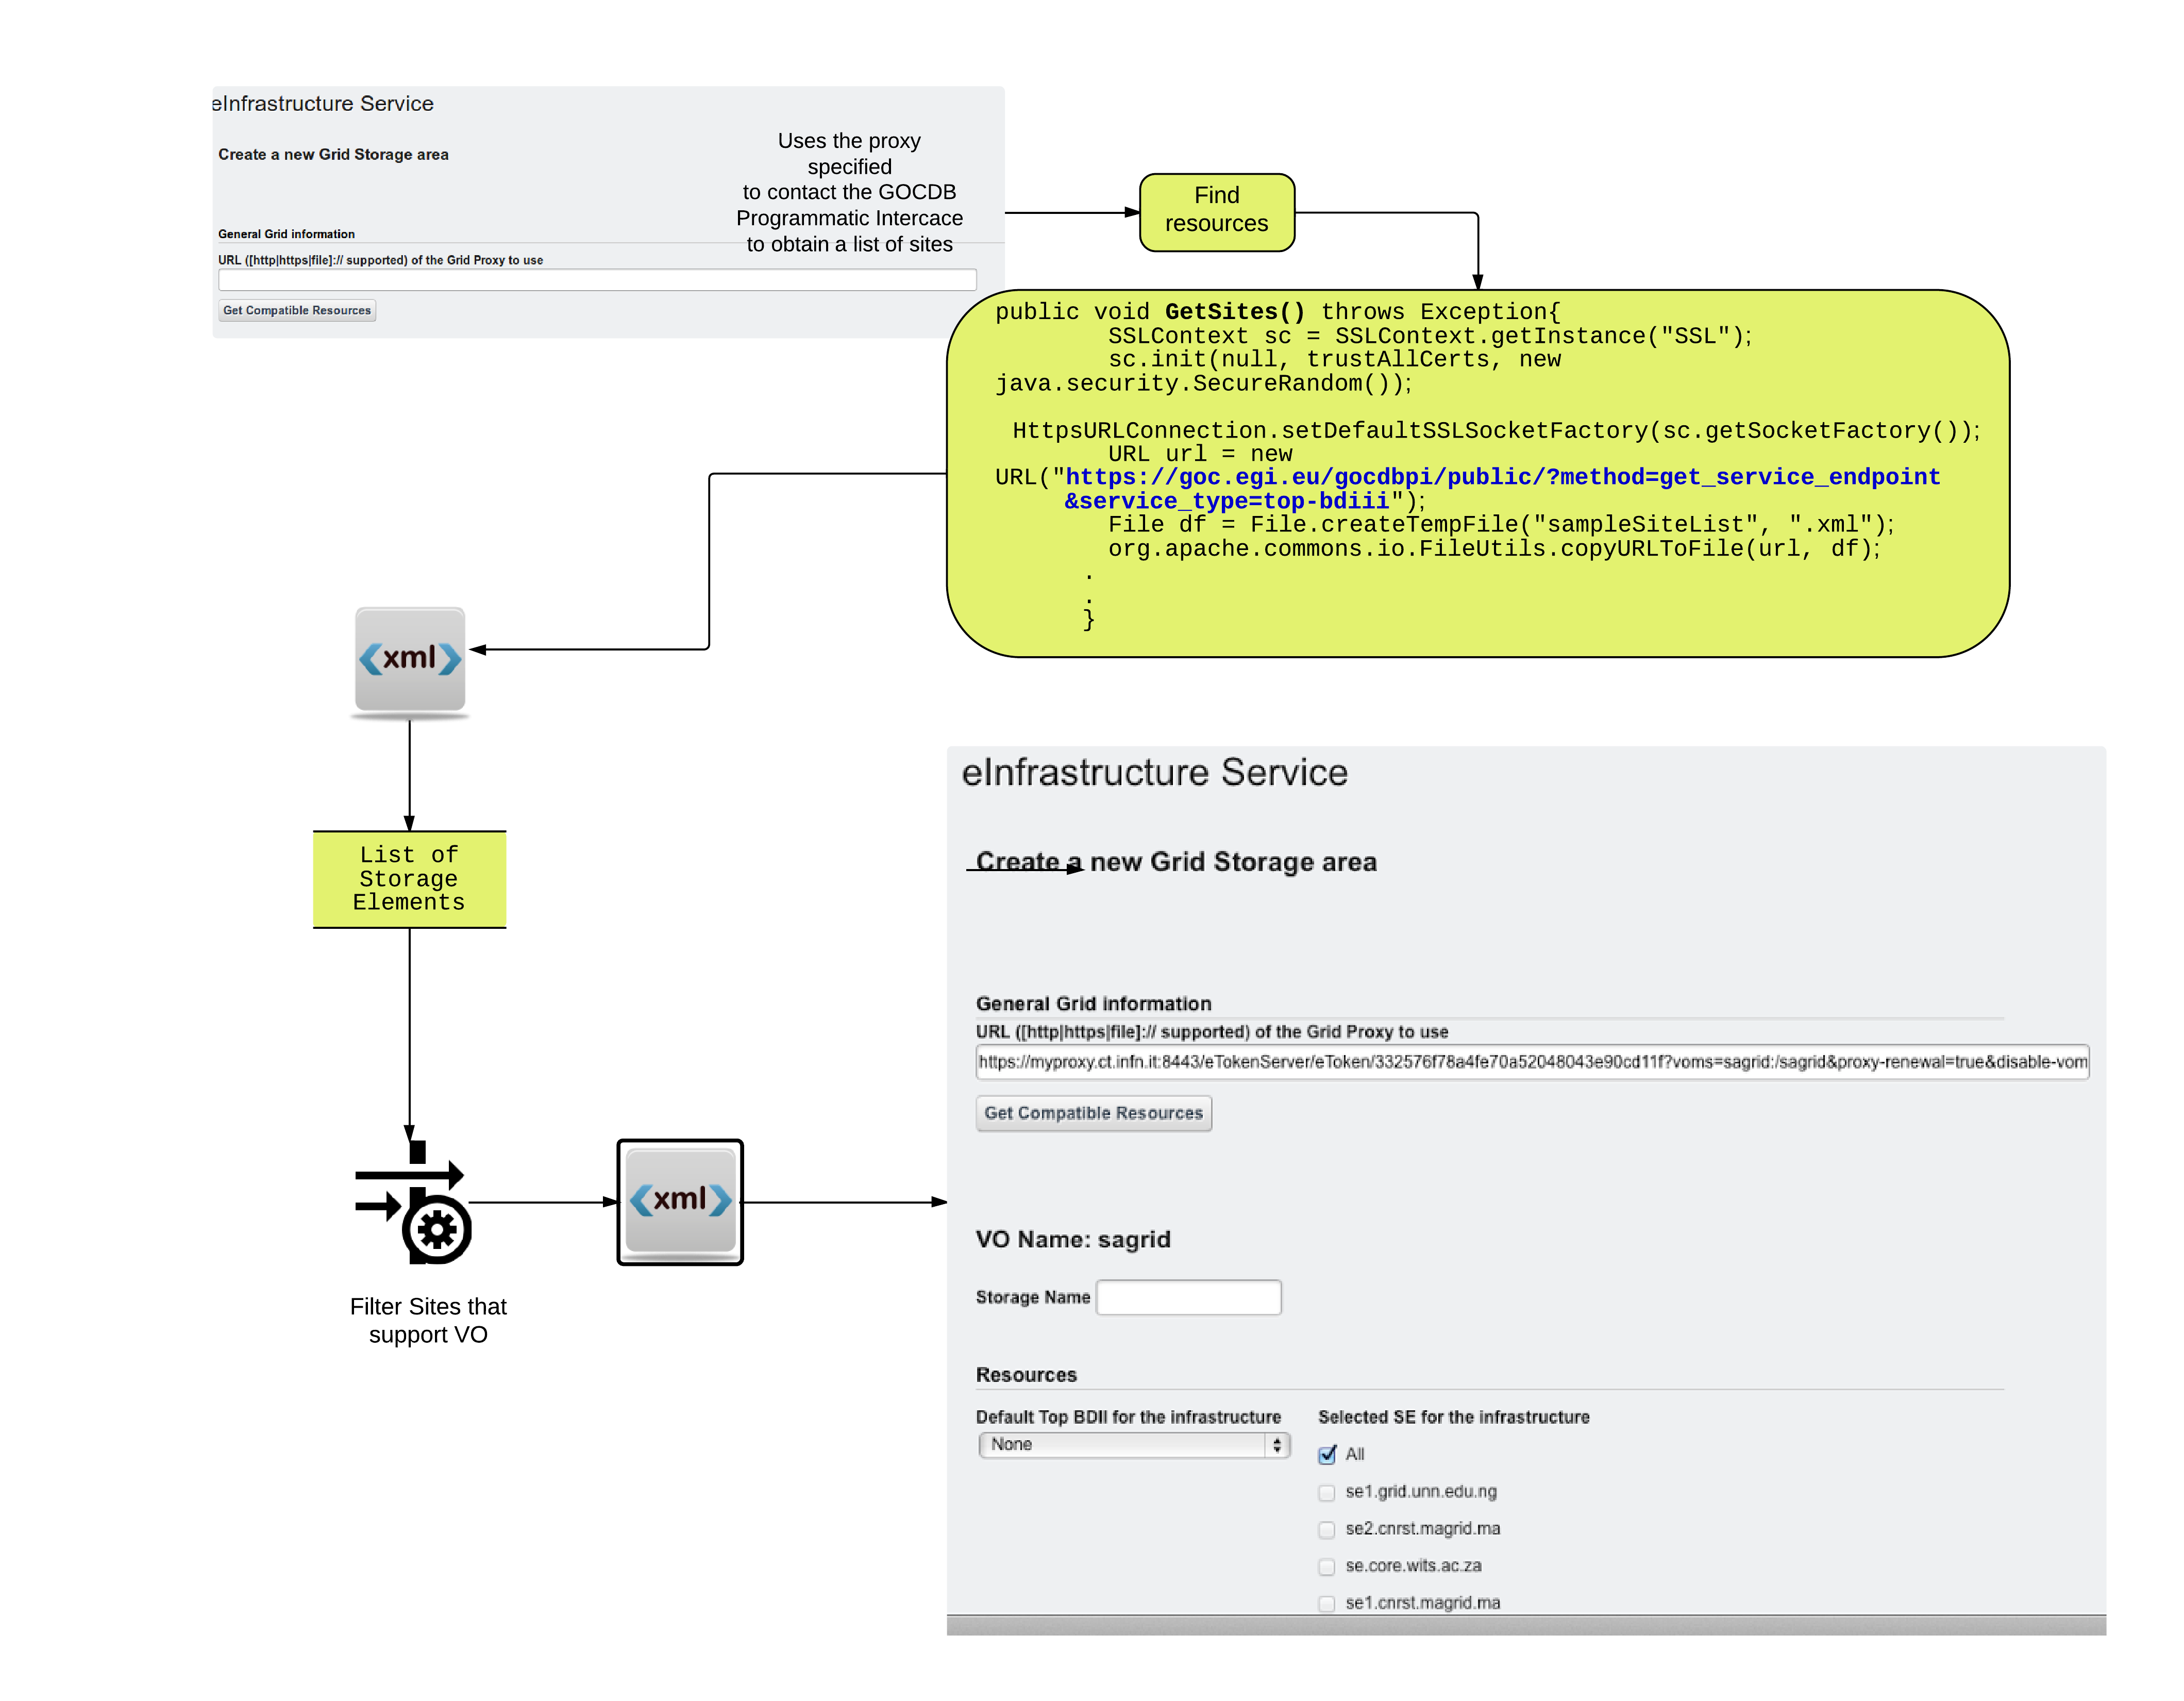 eInfrastructure Service
Create a new Grid Storage area
Uses the proxy
specified
to contact the GOCDB
Programmatic Intercace
to obtain a list of sites
General Grid information
URL ([http|https|file]:// supported) of the Grid Proxy to use
Get Compatible Resources
Find
resources
public void GetSites() throws Exception{
SSLContext sc = SSLContext.getInstance("SSL");
sc.init(null, trustAllCerts, new
java.security.SecureRandom());
HttpsURLConnection.setDefaultSSLSocketFactory(sc.getSocketFactory());
URL url = new
URL("https://goc.egi.eu/gocdbpi/public/?method=get_service_endpoint
&service_type=top-bdiii");
File df = File.createTempFile("sampleSiteList", ".xml");
org.apache.commons.io.FileUtils.copyURLToFile(url, df);
.
.
}
xml
List of
Storage
Elements
Filter Sites that
support VO
xml
eInfrastructure Service
Create a new Grid Storage area
General Grid information
URL ([http|https|file]:// supported) of the Grid Proxy to use
https://myproxy.ct.infn.it:8443/eTokenServer/eToken/332576f78a4fe70a52048043e90cd11f?voms=sagrid:/sagrid&proxy-renewal=true&disable-vom
Get Compatible Resources
VO Name: sagrid
Storage Name
Resources
Default Top BDII for the infrastructure
None
Selected SE for the infrastructure
All
se1.grid.unn.edu.ng
se2.cnrst.magrid.ma
se.core.wits.ac.za
se1.cnrst.magrid.ma